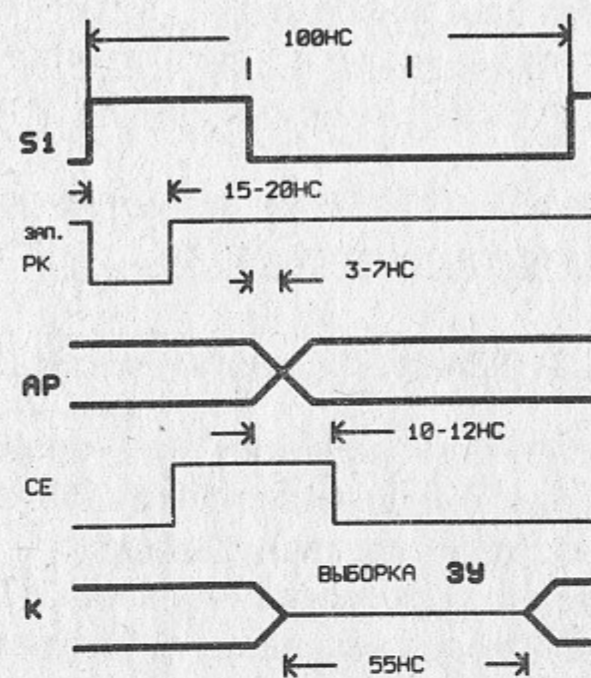 100НС
S1
15-20НС
ЗАП.
РК
3-7НС
АР
10-12НС
СЕ
ВЫБОРКА ЗУ
К
55НС